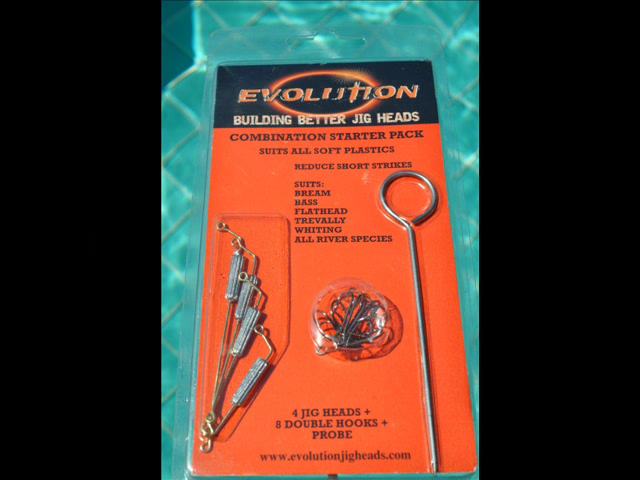 EVOLUTION
BUILDING BETTER JIG HEADS
COMBINATION STARTER PACK
SUITS ALL SOFT PLASTICS
REDUCE SHORT STRIKES
SUITS:
BREAM
BASS
FLATHEAD
TREVALLY
WHITING
ALL RIVER SPECIES
4 JIG HEADS +
8 DOUBLE HOOKS +
PROBE
www.evolutionjigheads.com